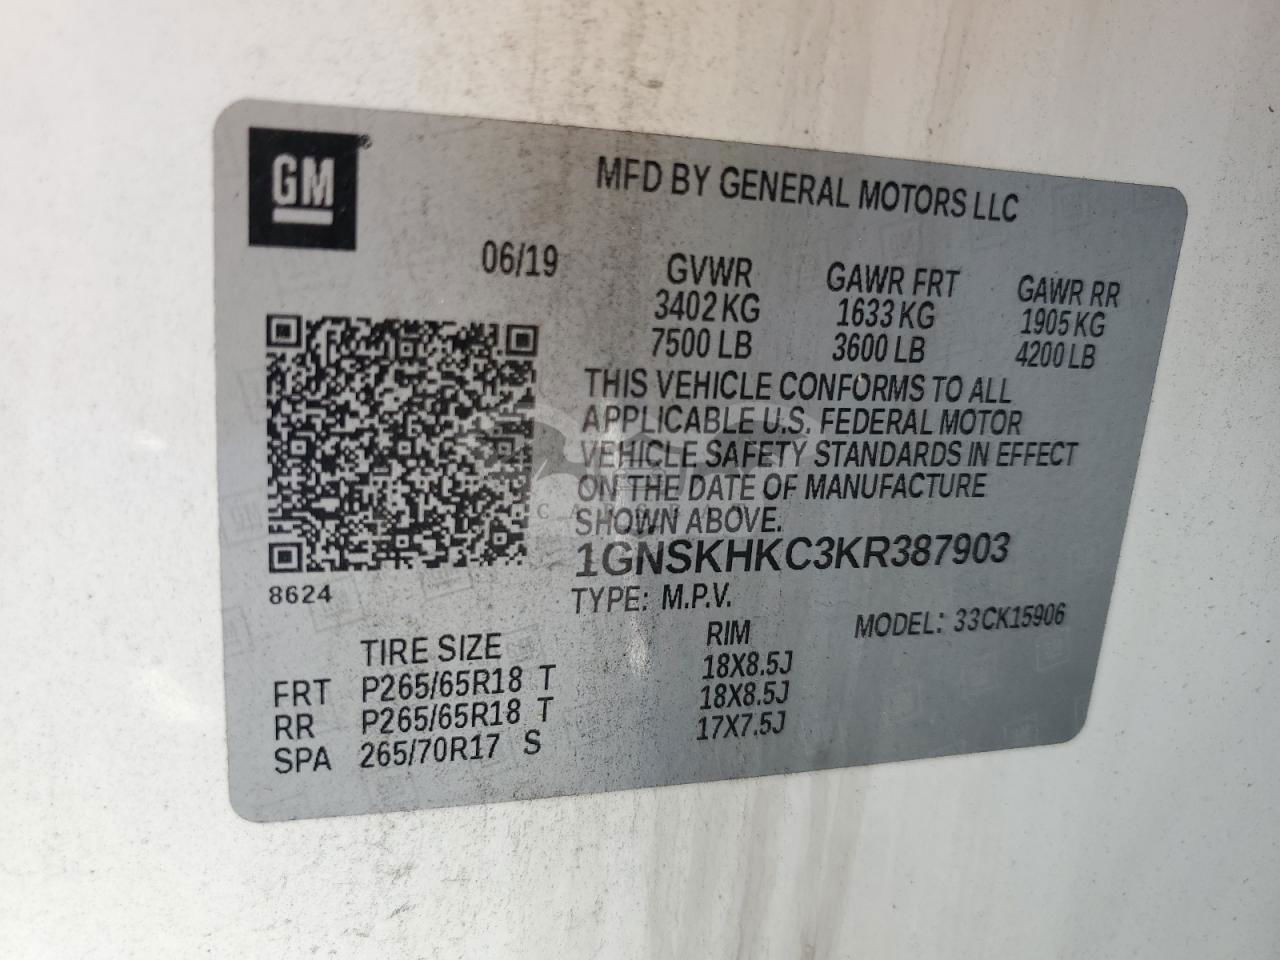 GM®
MFD BY GENERAL MOTORS LLC
06/19
GVWR GAWR FRT GAWR RR
3402 KG 1633 KG 1905 KG
7500 LB 3600 LB 4200 LB
THIS VEHICLE CONFORMS TO ALL
APPLICABLE U.S. FEDERAL MOTOR
VEHICLE SAFETY STANDARDS IN EFFECT
ON THE DATE OF MANUFACTURE
SHOWN ABOVE.
1GNSKHKC3KR387903
8624
TYPE: M.P.V. MODEL: 33CK15906
TIRE SIZE RIM
FRT P265/65R18 T 18X8.5J
RR P265/65R18 T 18X8.5J
SPA 265/70R17 S 17X7.5J